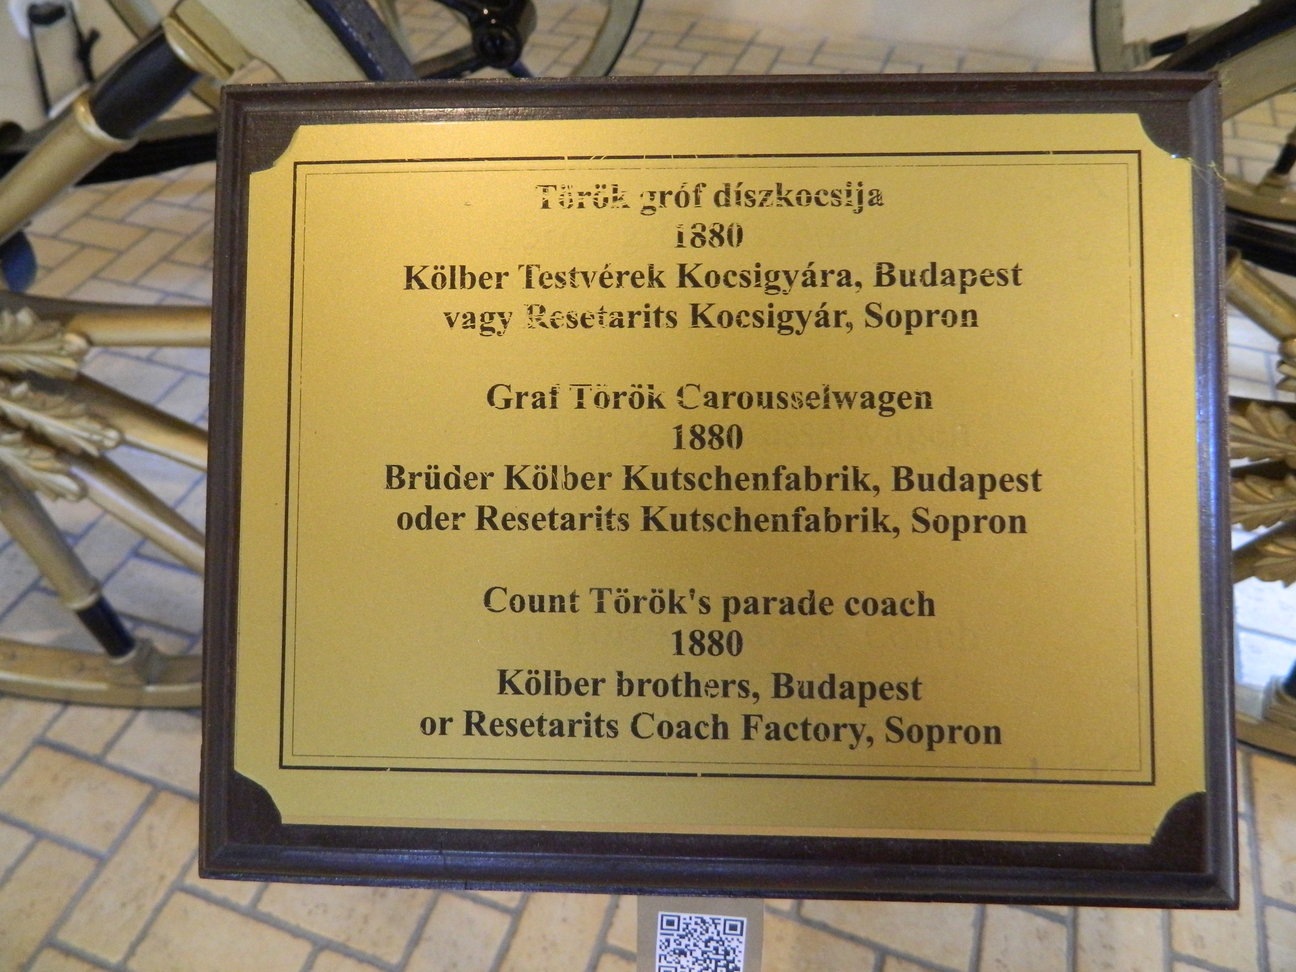 Török gróf díszkocsija
1880
Kölber Testvérek Kocsigyára, Budapest
vagy Resetarits Kocsigyár, Sopron
Graf Török Carousselwagen
1880
Brüder Kölber Kutschenfabrik, Budapest
oder Resetarits Kutschenfabrik, Sopron
Count Török's parade coach
1880
Kölber brothers, Budapest
or Resetarits Coach Factory, Sopron